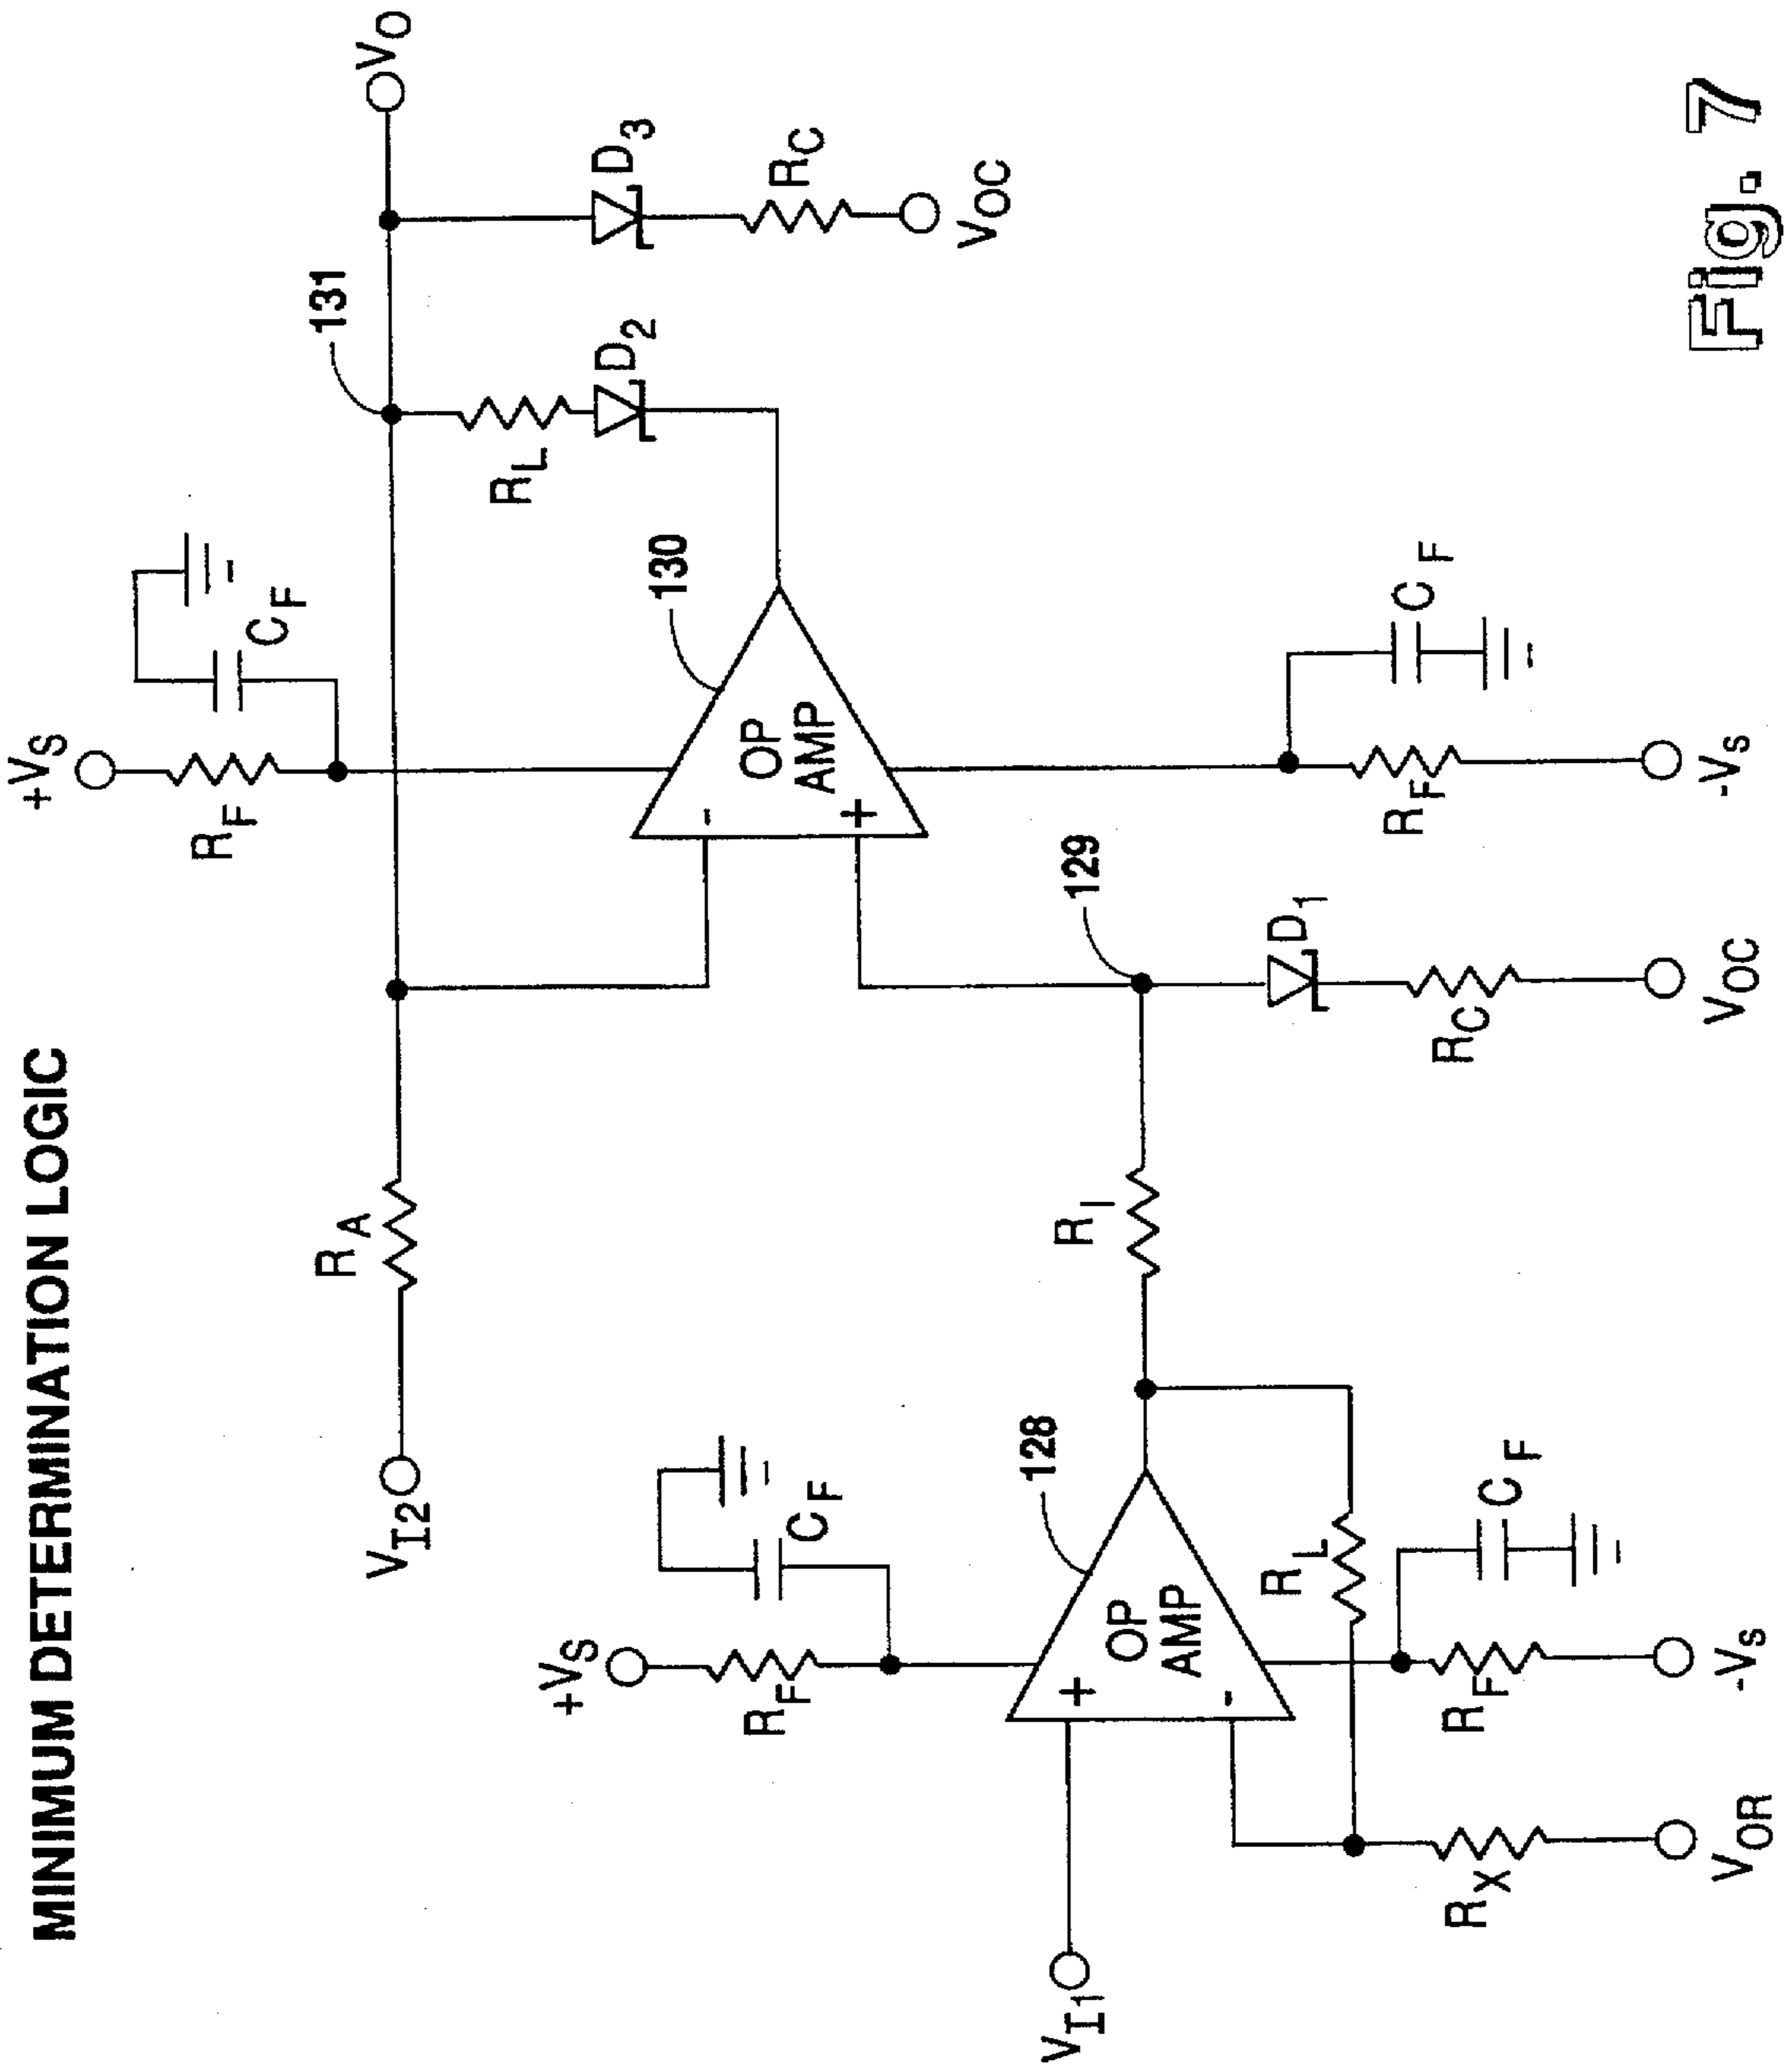 MINIMUM DETERMINATION LOGIC
+VS
RF
CF
131
VO
VI2
RA
130
RL
D2
D3
RC
VOC
OP
AMP
-
+
+VS
RF
CF
128
129
RI
D1
RC
VOC
RF
CF
-Vs
VI1
+
-
OP
AMP
RL
RX
VOR
RF
CF
-Vs
Fig. 7